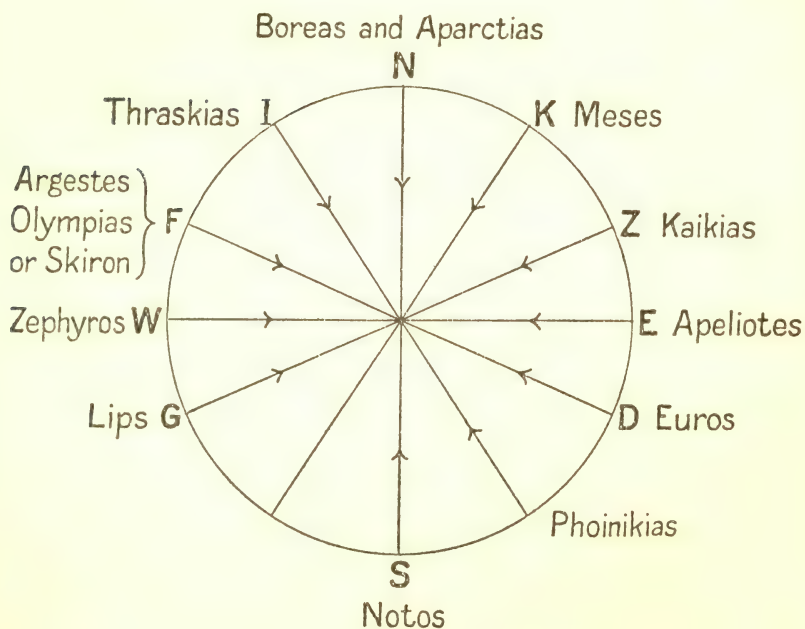 Boreas and Aparctias
N
Thraskias I
K Meses
Argestes
Olympias
or Skiron
F
Z Kaikias
Zephyros W
E Apeliotes
Lips G
D Euros
Phoinikias
S
Notos